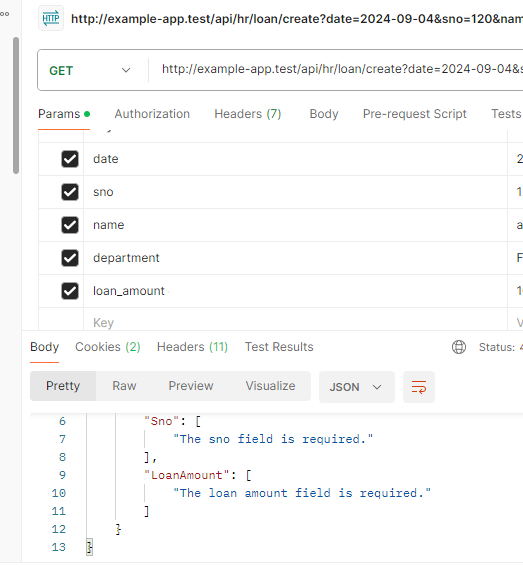 HTTP http://example-app.test/api/hr/loan/create?date=2024-09-04&sno=120&nam
GET http://example-app.test/api/hr/loan/create?date=2024-09-04&s
Params Authorization Headers (7) Body Pre-request Script Tests
date 2
sno 1
name a
department F
loan_amount 1
Key V
Body Cookies (2) Headers (11) Test Results Status: 4
Pretty Raw Preview Visualize JSON
6 "Sno": [
7 "The sno field is required."
8 ],
9 "LoanAmount": [
10 "The loan amount field is required."
11 ]
12 }
13 }